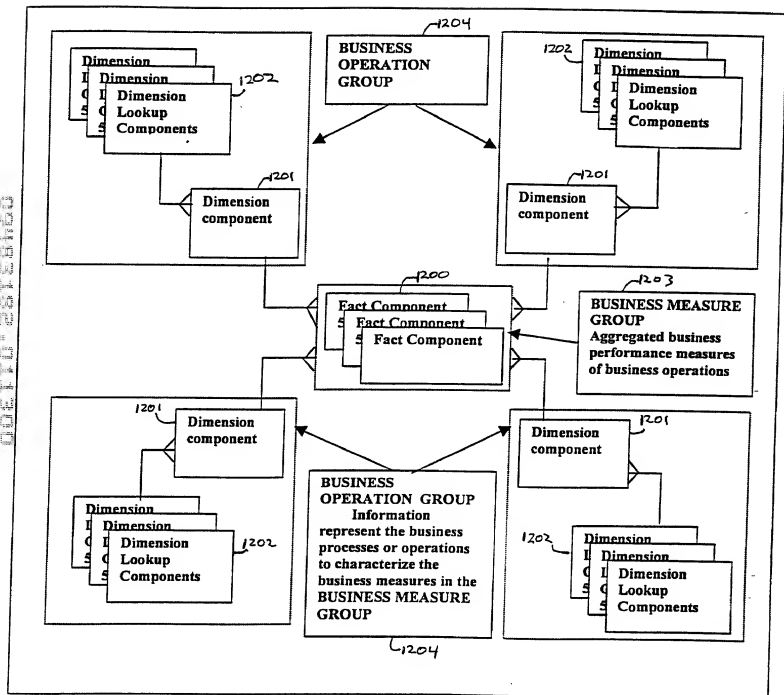 1204
BUSINESS
OPERATION
GROUP
Dimension
Dimension
Dimension
Lookup
Components
1202
1202
Dimension
Dimension
Dimension
Lookup
Components
1201
Dimension
component
1201
Dimension
component
1200
Fact Component
Fact Component
Fact Component
1203
BUSINESS MEASURE
GROUP
Aggregated business
performance measures
of business operations
1201
Dimension
component
1201
Dimension
component
Dimension
Dimension
Dimension
Lookup
Components
1202
BUSINESS
OPERATION GROUP
Information
represent the business
processes or operations
to characterize the
business measures in the
BUSINESS MEASURE
GROUP
1204
1202
Dimension
Dimension
Dimension
Lookup
Components